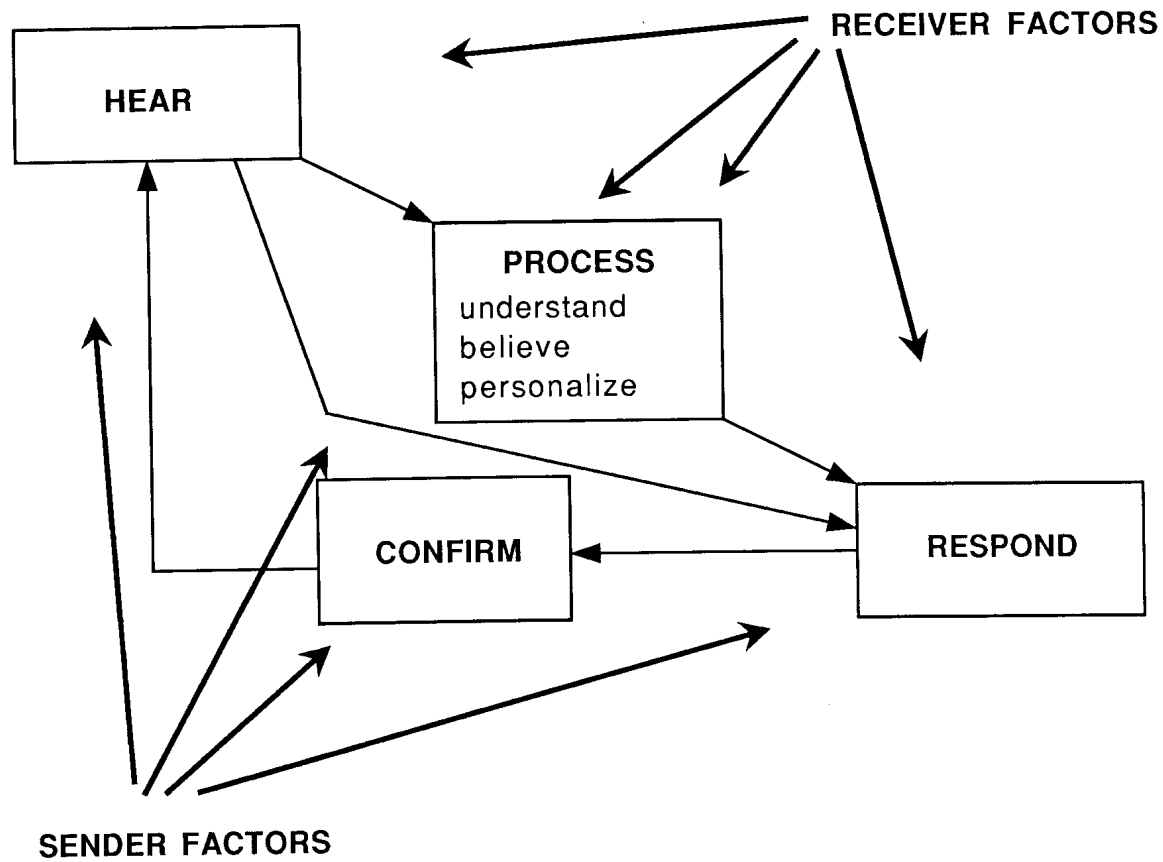 RECEIVER FACTORS
HEAR
PROCESS
understand
believe
personalize
CONFIRM
RESPOND
SENDER FACTORS